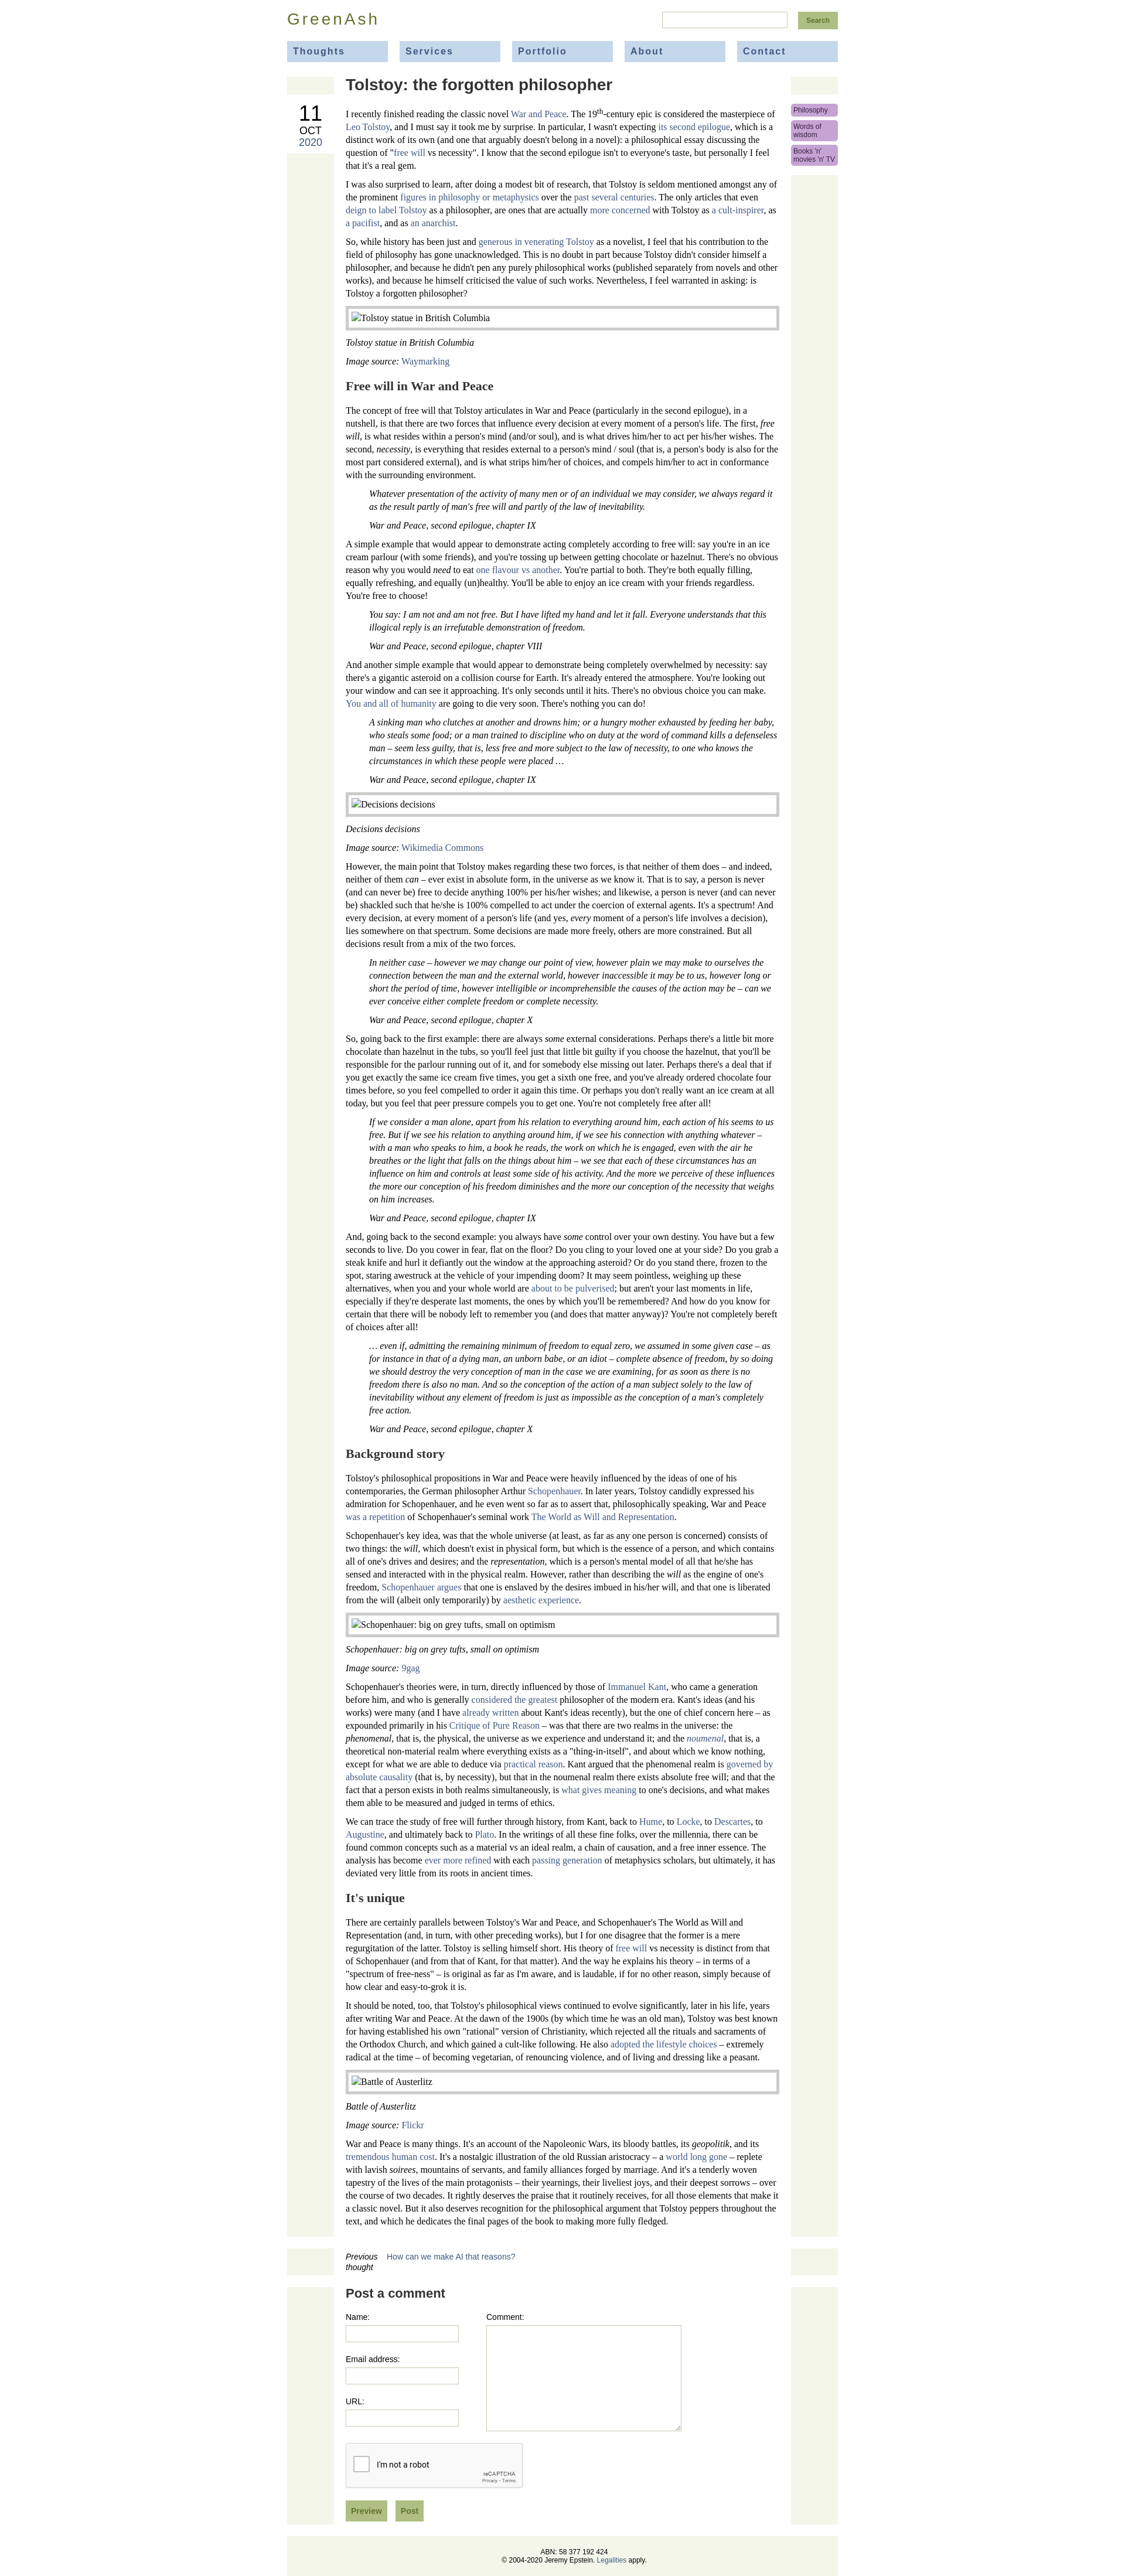 GreenAsh
Search
Thoughts
Services
Portfolio
About
Contact
Tolstoy: the forgotten philosopher
11
OCT
2020
Philosophy
Words of
wisdom
Books 'n'
movies 'n' TV
I recently finished reading the classic novel War and Peace. The 19th-century epic is considered the masterpiece of
Leo Tolstoy, and I must say it took me by surprise. In particular, I wasn't expecting its second epilogue, which is a
distinct work of its own (and one that arguably doesn't belong in a novel): a philosophical essay discussing the
question of "free will vs necessity". I know that the second epilogue isn't to everyone's taste, but personally I feel
that it's a real gem.
I was also surprised to learn, after doing a modest bit of research, that Tolstoy is seldom mentioned amongst any of
the prominent figures in philosophy or metaphysics over the past several centuries. The only articles that even
deign to label Tolstoy as a philosopher, are ones that are actually more concerned with Tolstoy as a cult-inspirer, as
a pacifist, and as an anarchist.
So, while history has been just and generous in venerating Tolstoy as a novelist, I feel that his contribution to the
field of philosophy has gone unacknowledged. This is no doubt in part because Tolstoy didn't consider himself a
philosopher, and because he didn't pen any purely philosophical works (published separately from novels and other
works), and because he himself criticised the value of such works. Nevertheless, I feel warranted in asking: is
Tolstoy a forgotten philosopher?
Tolstoy statue in British Columbia
Tolstoy statue in British Columbia
Image source: Waymarking
Free will in War and Peace
The concept of free will that Tolstoy articulates in War and Peace (particularly in the second epilogue), in a
nutshell, is that there are two forces that influence every decision at every moment of a person's life. The first, free
will, is what resides within a person's mind (and/or soul), and is what drives him/her to act per his/her wishes. The
second, necessity, is everything that resides external to a person's mind / soul (that is, a person's body is also for the
most part considered external), and is what strips him/her of choices, and compels him/her to act in conformance
with the surrounding environment.
Whatever presentation of the activity of many men or of an individual we may consider, we always regard it
as the result partly of man's free will and partly of the law of inevitability.
War and Peace, second epilogue, chapter IX
A simple example that would appear to demonstrate acting completely according to free will: say you're in an ice
cream parlour (with some friends), and you're tossing up between getting chocolate or hazelnut. There's no obvious
reason why you would need to eat one flavour vs another. You're partial to both. They're both equally filling,
equally refreshing, and equally (un)healthy. You'll be able to enjoy an ice cream with your friends regardless.
You're free to choose!
You say: I am not and am not free. But I have lifted my hand and let it fall. Everyone understands that this
illogical reply is an irrefutable demonstration of freedom.
War and Peace, second epilogue, chapter VIII
And another simple example that would appear to demonstrate being completely overwhelmed by necessity: say
there's a gigantic asteroid on a collision course for Earth. It's already entered the atmosphere. You're looking out
your window and can see it approaching. It's only seconds until it hits. There's no obvious choice you can make.
You and all of humanity are going to die very soon. There's nothing you can do!
A sinking man who clutches at another and drowns him; or a hungry mother exhausted by feeding her baby,
who steals some food; or a man trained to discipline who on duty at the word of command kills a defenseless
man – seem less guilty, that is, less free and more subject to the law of necessity, to one who knows the
circumstances in which these people were placed …
War and Peace, second epilogue, chapter IX
Decisions decisions
Decisions decisions
Image source: Wikimedia Commons
However, the main point that Tolstoy makes regarding these two forces, is that neither of them does – and indeed,
neither of them can – ever exist in absolute form, in the universe as we know it. That is to say, a person is never
(and can never be) free to decide anything 100% per his/her wishes; and likewise, a person is never (and can never
be) shackled such that he/she is 100% compelled to act under the coercion of external agents. It's a spectrum! And
every decision, at every moment of a person's life (and yes, every moment of a person's life involves a decision),
lies somewhere on that spectrum. Some decisions are made more freely, others are more constrained. But all
decisions result from a mix of the two forces.
In neither case – however we may change our point of view, however plain we may make to ourselves the
connection between the man and the external world, however inaccessible it may be to us, however long or
short the period of time, however intelligible or incomprehensible the causes of the action may be – can we
ever conceive either complete freedom or complete necessity.
War and Peace, second epilogue, chapter X
So, going back to the first example: there are always some external considerations. Perhaps there's a little bit more
chocolate than hazelnut in the tubs, so you'll feel just that little bit guilty if you choose the hazelnut, that you'll be
responsible for the parlour running out of it, and for somebody else missing out later. Perhaps there's a deal that if
you get exactly the same ice cream five times, you get a sixth one free, and you've already ordered chocolate four
times before, so you feel compelled to order it again this time. Or perhaps you don't really want an ice cream at all
today, but you feel that peer pressure compels you to get one. You're not completely free after all!
If we consider a man alone, apart from his relation to everything around him, each action of his seems to us
free. But if we see his relation to anything around him, if we see his connection with anything whatever –
with a man who speaks to him, a book he reads, the work on which he is engaged, even with the air he
breathes or the light that falls on the things about him – we see that each of these circumstances has an
influence on him and controls at least some side of his activity. And the more we perceive of these influences
the more our conception of his freedom diminishes and the more our conception of the necessity that weighs
on him increases.
War and Peace, second epilogue, chapter IX
And, going back to the second example: you always have some control over your own destiny. You have but a few
seconds to live. Do you cower in fear, flat on the floor? Do you cling to your loved one at your side? Do you grab a
steak knife and hurl it defiantly out the window at the approaching asteroid? Or do you stand there, frozen to the
spot, staring awestruck at the vehicle of your impending doom? It may seem pointless, weighing up these
alternatives, when you and your whole world are about to be pulverised; but aren't your last moments in life,
especially if they're desperate last moments, the ones by which you'll be remembered? And how do you know for
certain that there will be nobody left to remember you (and does that matter anyway)? You're not completely bereft
of choices after all!
… even if, admitting the remaining minimum of freedom to equal zero, we assumed in some given case – as
for instance in that of a dying man, an unborn babe, or an idiot – complete absence of freedom, by so doing
we should destroy the very conception of man in the case we are examining, for as soon as there is no
freedom there is also no man. And so the conception of the action of a man subject solely to the law of
inevitability without any element of freedom is just as impossible as the conception of a man's completely
free action.
War and Peace, second epilogue, chapter X
Background story
Tolstoy's philosophical propositions in War and Peace were heavily influenced by the ideas of one of his
contemporaries, the German philosopher Arthur Schopenhauer. In later years, Tolstoy candidly expressed his
admiration for Schopenhauer, and he even went so far as to assert that, philosophically speaking, War and Peace
was a repetition of Schopenhauer's seminal work The World as Will and Representation.
Schopenhauer's key idea, was that the whole universe (at least, as far as any one person is concerned) consists of
two things: the will, which doesn't exist in physical form, but which is the essence of a person, and which contains
all of one's drives and desires; and the representation, which is a person's mental model of all that he/she has
sensed and interacted with in the physical realm. However, rather than describing the will as the engine of one's
freedom, Schopenhauer argues that one is enslaved by the desires imbued in his/her will, and that one is liberated
from the will (albeit only temporarily) by aesthetic experience.
Schopenhauer: big on grey tufts, small on optimism
Schopenhauer: big on grey tufts, small on optimism
Image source: 9gag
Schopenhauer's theories were, in turn, directly influenced by those of Immanuel Kant, who came a generation
before him, and who is generally considered the greatest philosopher of the modern era. Kant's ideas (and his
works) were many (and I have already written about Kant's ideas recently), but the one of chief concern here – as
expounded primarily in his Critique of Pure Reason – was that there are two realms in the universe: the
phenomenal, that is, the physical, the universe as we experience and understand it; and the noumenal, that is, a
theoretical non-material realm where everything exists as a "thing-in-itself", and about which we know nothing,
except for what we are able to deduce via practical reason. Kant argued that the phenomenal realm is governed by
absolute causality (that is, by necessity), but that in the noumenal realm there exists absolute free will; and that the
fact that a person exists in both realms simultaneously, is what gives meaning to one's decisions, and what makes
them able to be measured and judged in terms of ethics.
We can trace the study of free will further through history, from Kant, back to Hume, to Locke, to Descartes, to
Augustine, and ultimately back to Plato. In the writings of all these fine folks, over the millennia, there can be
found common concepts such as a material vs an ideal realm, a chain of causation, and a free inner essence. The
analysis has become ever more refined with each passing generation of metaphysics scholars, but ultimately, it has
deviated very little from its roots in ancient times.
It's unique
There are certainly parallels between Tolstoy's War and Peace, and Schopenhauer's The World as Will and
Representation (and, in turn, with other preceding works), but I for one disagree that the former is a mere
regurgitation of the latter. Tolstoy is selling himself short. His theory of free will vs necessity is distinct from that
of Schopenhauer (and from that of Kant, for that matter). And the way he explains his theory – in terms of a
"spectrum of free-ness" – is original as far as I'm aware, and is laudable, if for no other reason, simply because of
how clear and easy-to-grok it is.
It should be noted, too, that Tolstoy's philosophical views continued to evolve significantly, later in his life, years
after writing War and Peace. At the dawn of the 1900s (by which time he was an old man), Tolstoy was best known
for having established his own "rational" version of Christianity, which rejected all the rituals and sacraments of
the Orthodox Church, and which gained a cult-like following. He also adopted the lifestyle choices – extremely
radical at the time – of becoming vegetarian, of renouncing violence, and of living and dressing like a peasant.
Battle of Austerlitz
Battle of Austerlitz
Image source: Flickr
War and Peace is many things. It's an account of the Napoleonic Wars, its bloody battles, its geopolitik, and its
tremendous human cost. It's a nostalgic illustration of the old Russian aristocracy – a world long gone – replete
with lavish soirees, mountains of servants, and family alliances forged by marriage. And it's a tenderly woven
tapestry of the lives of the main protagonists – their yearnings, their liveliest joys, and their deepest sorrows – over
the course of two decades. It rightly deserves the praise that it routinely receives, for all those elements that make it
a classic novel. But it also deserves recognition for the philosophical argument that Tolstoy peppers throughout the
text, and which he dedicates the final pages of the book to making more fully fledged.
Previous
thought
How can we make AI that reasons?
Post a comment
Name:
Comment:
Email address:
URL:
I'm not a robot
reCAPTCHA
Privacy - Terms
Preview
Post
ABN: 58 377 192 424
© 2004-2020 Jeremy Epstein. Legalities apply.